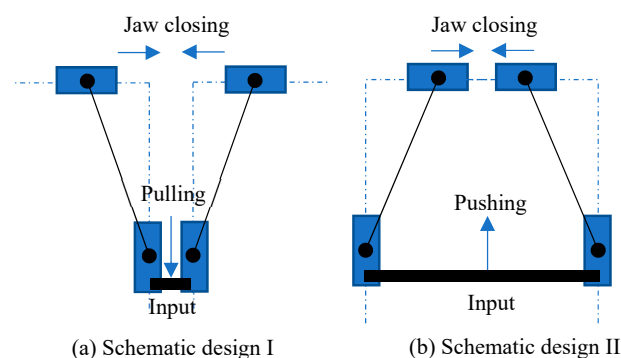 Jaw closing
Pulling
Input
(a) Schematic design I
Jaw closing
Pushing
Input
(b) Schematic design II